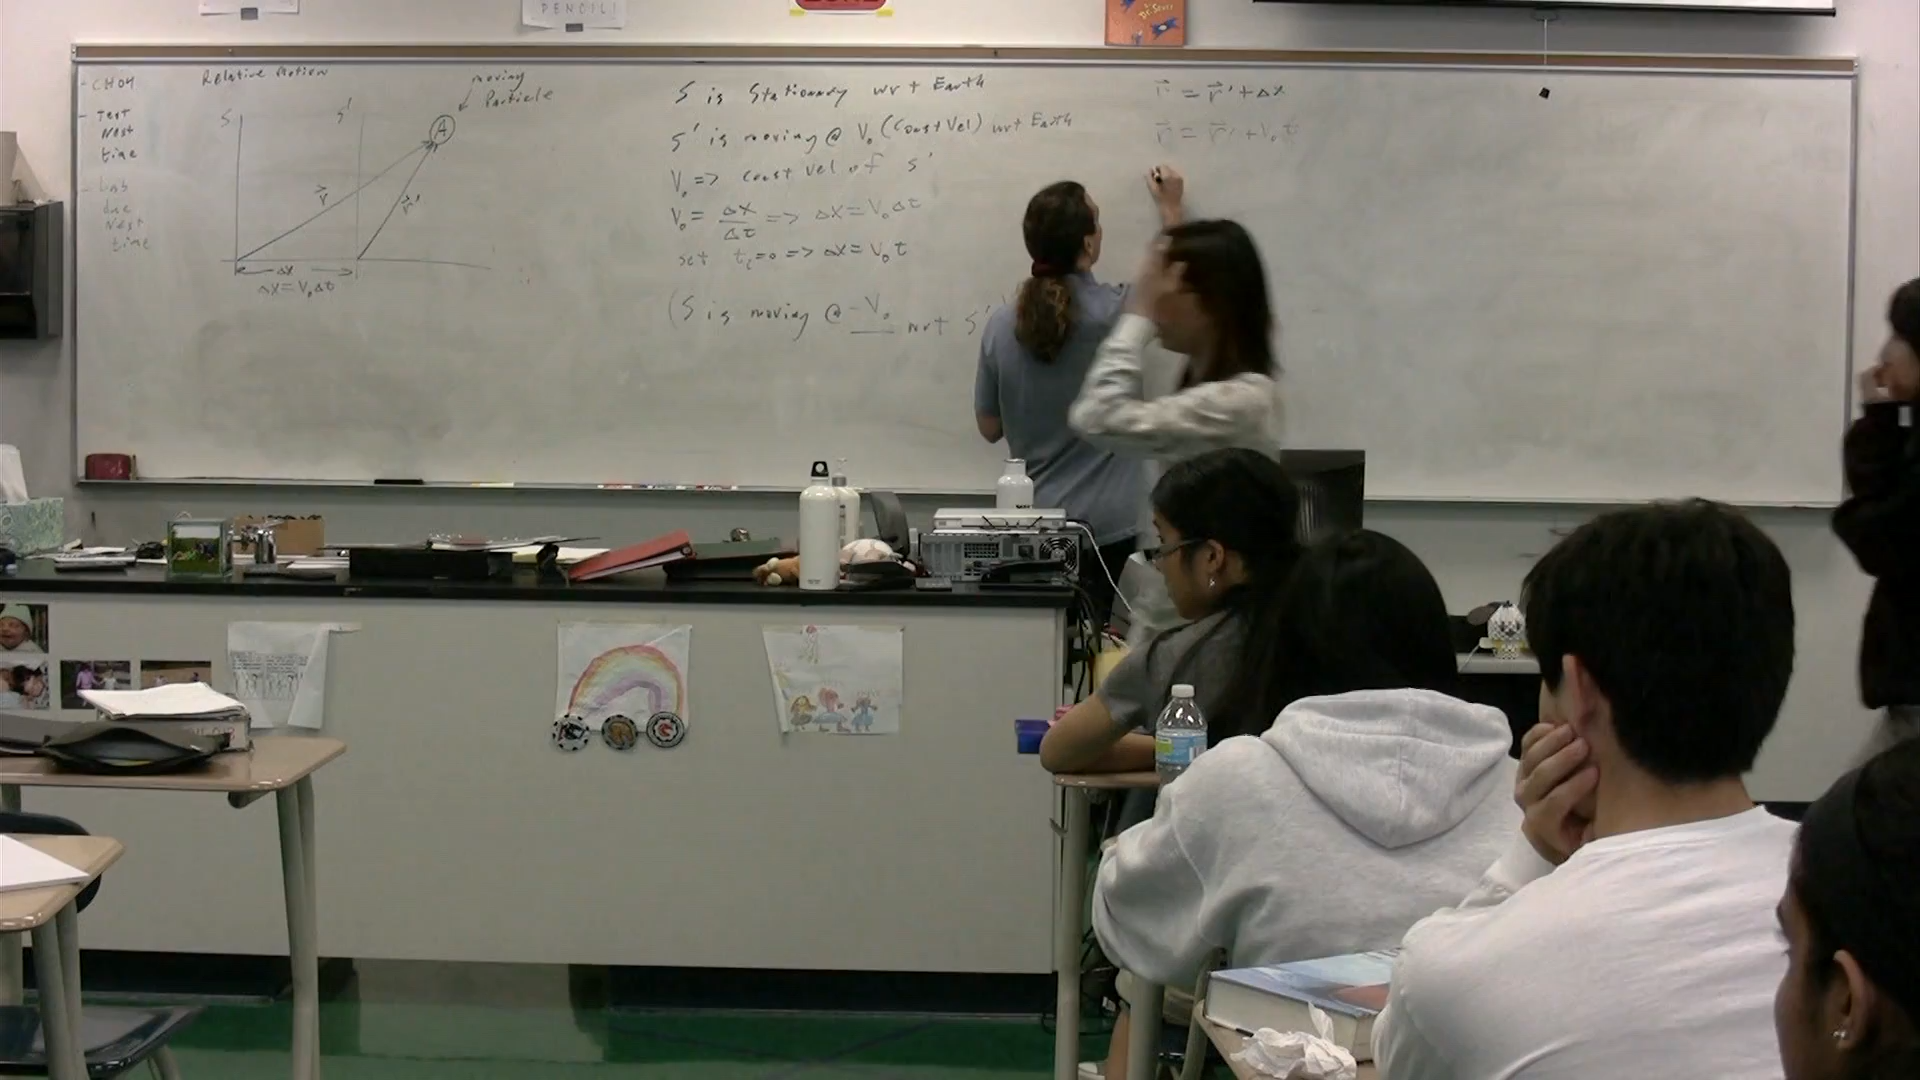 PENCIL!
Dr. Seuss
- CH04
- Test
Next
time
- Lab
due
Next
time
Relative Motion
moving
Particle
S
S'
A
r⃗
r⃗'
Δx
Δx = V₀Δt
S is Stationary wrt Earth
S' is moving @ V₀ (Const Vel) wrt Earth
V₀ => const vel of S'
V₀ = Δx/Δt => Δx = V₀Δt
set tᵢ=0 => Δx = V₀t
(S is moving @ -V₀ wrt S'
r⃗ = r⃗' + Δx
r⃗ = r⃗' + V₀t